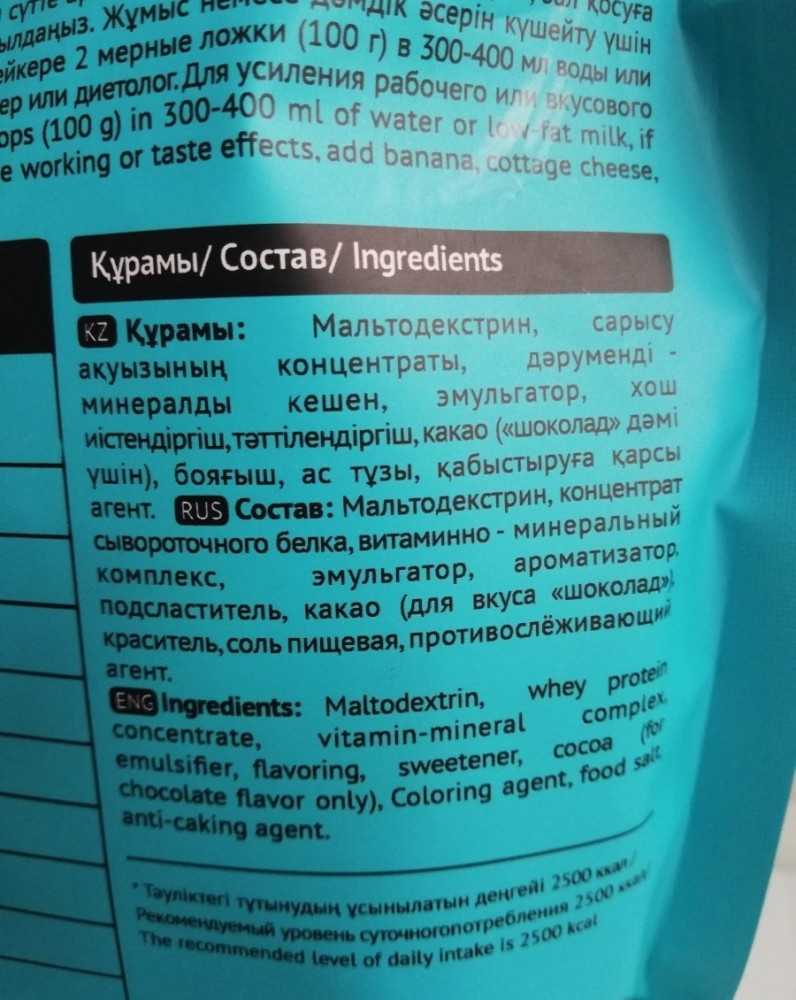 қосуға
ылдаңыз. Жұмыс немесе дәмдік әсерін күшейту үшін
ейкере 2 мерные ложки (100 г) в 300-400 мл воды или
ер или диетолог. Для усиления рабочего или вкусового
ops (100 g) in 300-400 ml of water or low-fat milk, if
e working or taste effects, add banana, cottage cheese,
Құрамы/ Состав/ Ingredients
KZ Құрамы: Мальтодекстрин, сарысу
ақуызының концентраты, дәруменді -
минералды кешен, эмульгатор, хош
иістендіргіш, тәттілендіргіш, какао («шоколад» дәмі
үшін), бояғыш, ас тұзы, қабыстыруға қарсы
агент. RUS Состав: Мальтодекстрин, концентрат
сывороточного белка, витаминно - минеральный
комплекс, эмульгатор, ароматизатор,
подсластитель, какао (для вкуса «шоколад»),
краситель, соль пищевая, противослёживающий
агент.
ENG Ingredients: Maltodextrin, whey protein
concentrate, vitamin-mineral complex,
emulsifier, flavoring, sweetener, cocoa (for
chocolate flavor only), Coloring agent, food salt,
anti-caking agent.
* Тәуліктегі тұтынудың ұсынылатын деңгейі 2500 ккал/
Рекомендуемый уровень суточногопотребления 2500 ккал/
The recommended level of daily intake is 2500 kcal